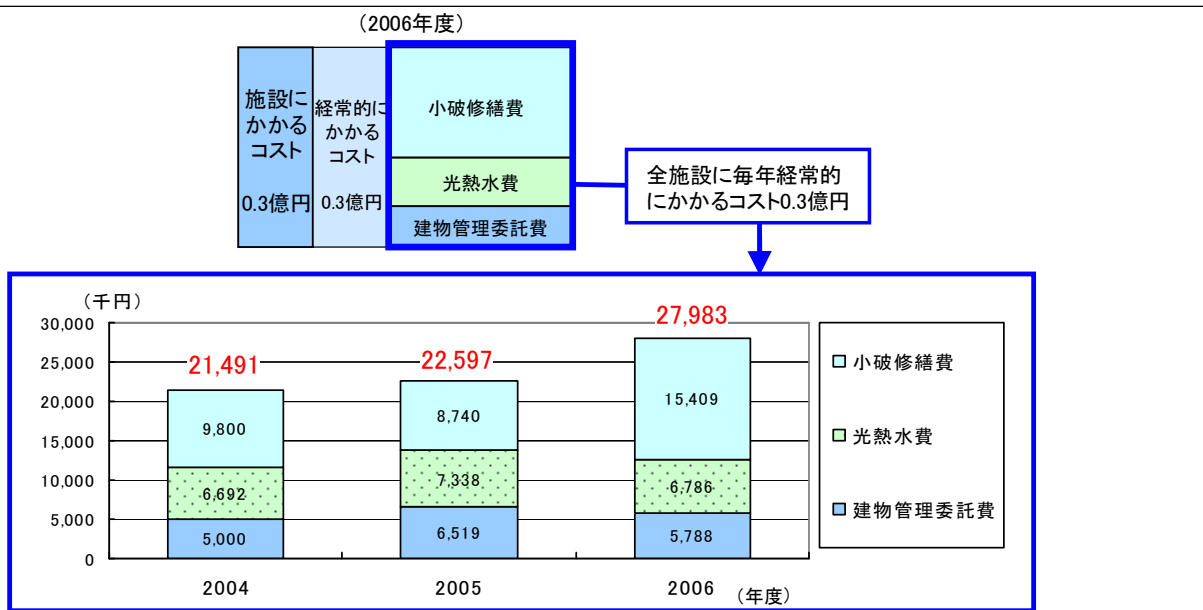 （2006年度）
施設に
かかる
コスト
0.3億円
経常的に
かかる
コスト
0.3億円
小破修繕費
光熱水費
建物管理委託費
全施設に毎年経常的
にかかるコスト0.3億円
（千円）
30,000
25,000
20,000
15,000
10,000
5,000
0
21,491
9,800
6,692
5,000
22,597
8,740
7,338
6,519
27,983
15,409
6,786
5,788
2004
2005
2006
（年度）
小破修繕費
光熱水費
建物管理委託費